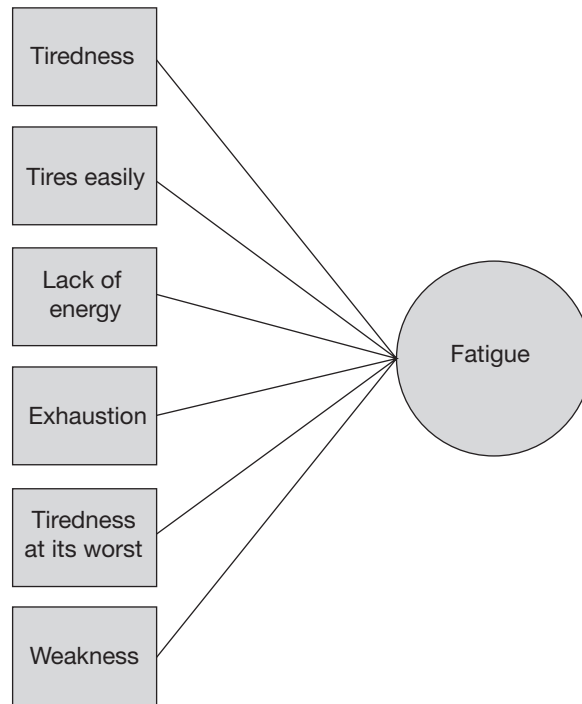 Tiredness
Tires easily
Lack of
energy
Exhaustion
Tiredness
at its worst
Weakness
Fatigue